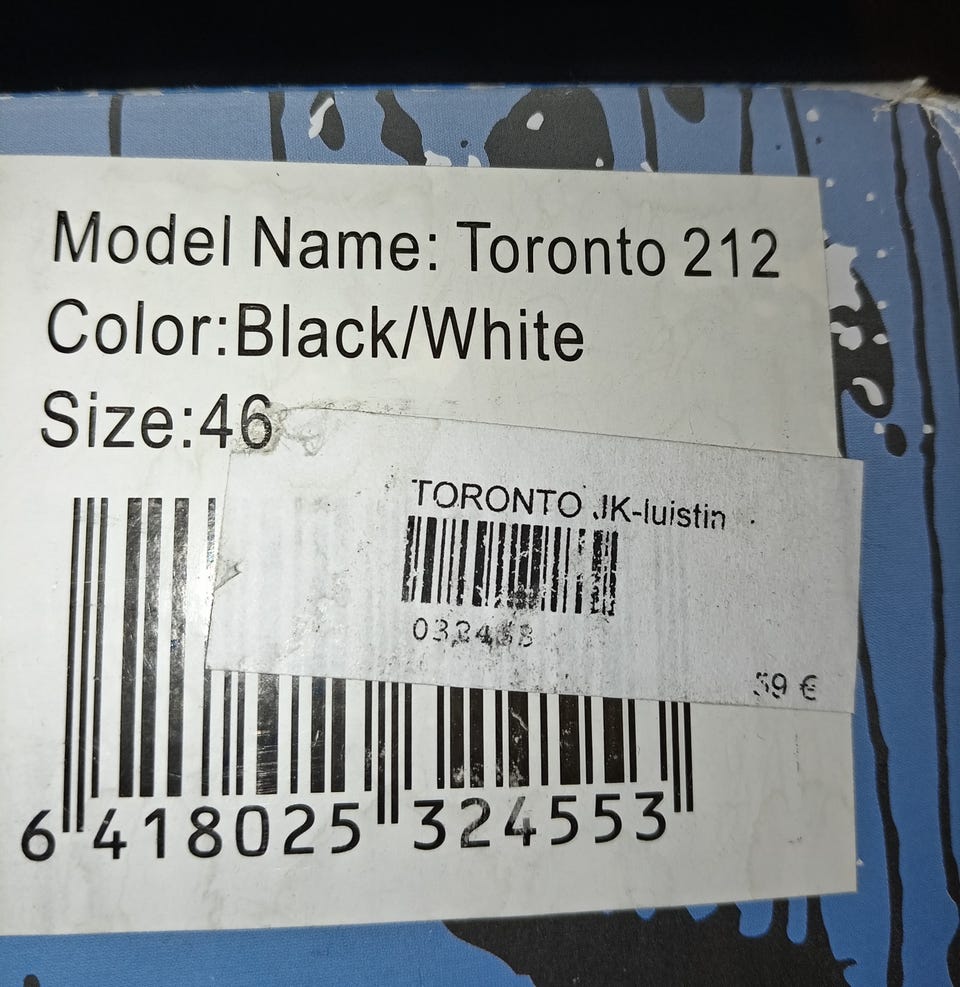 Model Name: Toronto 212
Color:Black/White
Size:46
TORONTO JK-luistin
6 418025 324553